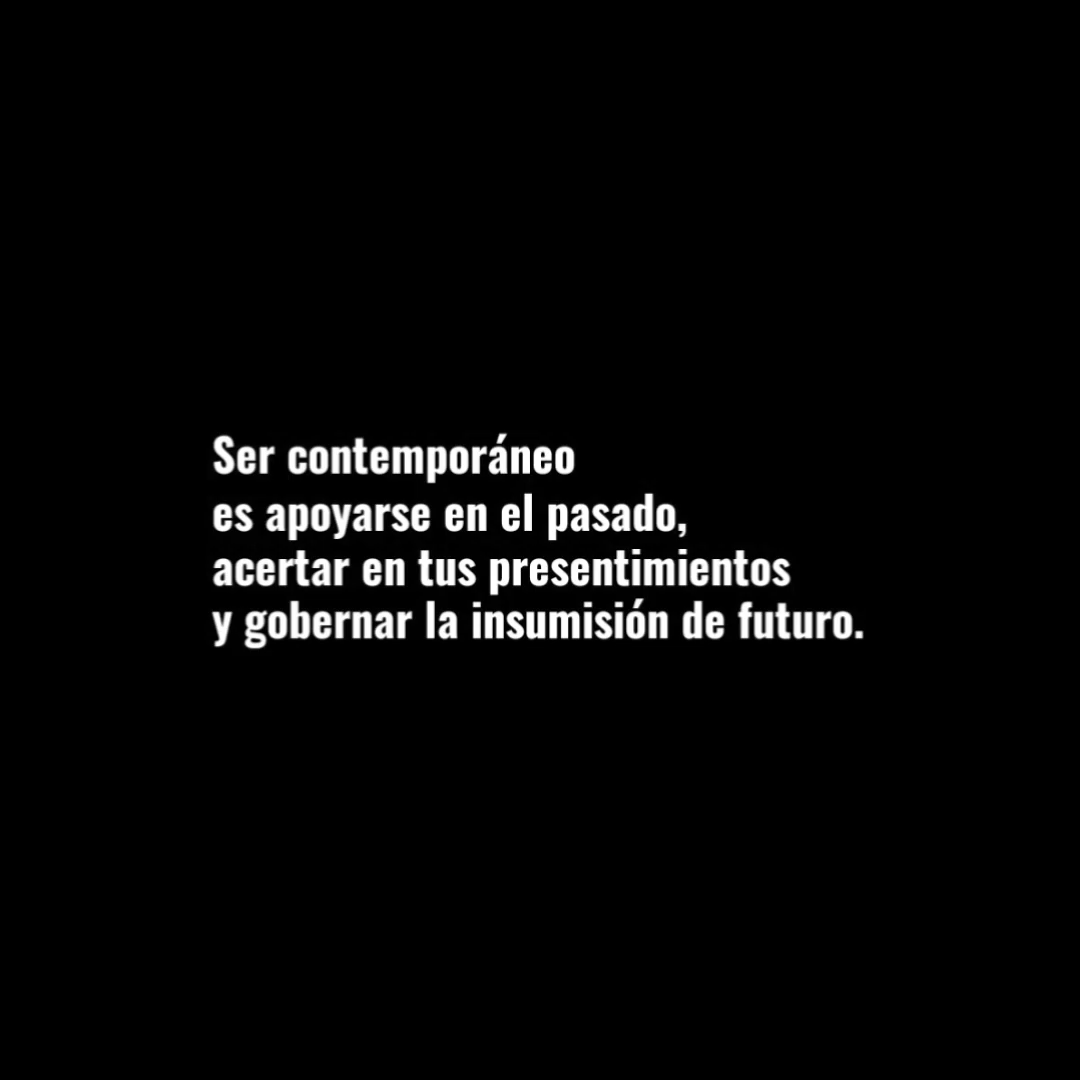 Ser contemporáneo
es apoyarse en el pasado,
acertar en tus presentimientos
y gobernar la insumisión de futuro.